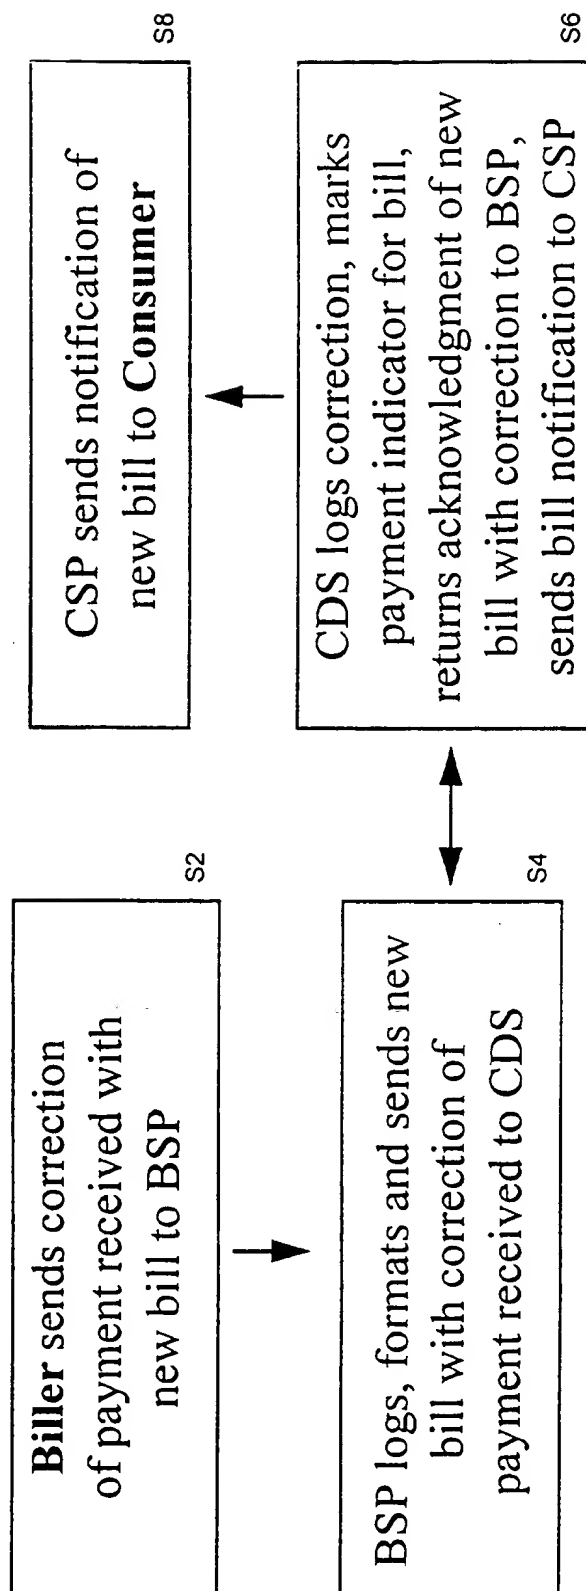 Biller sends correction
of payment received with
new bill to BSP
S2
BSP logs, formats and sends new
bill with correction of
payment received to CDS
S4
CDS logs correction, marks
payment indicator for bill,
returns acknowledgment of new
bill with correction to BSP,
sends bill notification to CSP
S6
CSP sends notification of
new bill to Consumer
S8